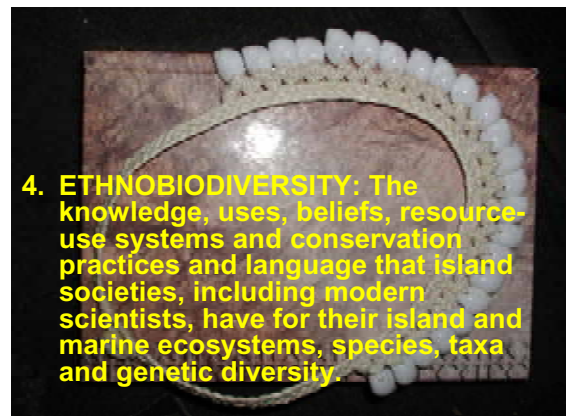 4. ETHNOBIODIVERSITY: The
knowledge, uses, beliefs, resource-
use systems and conservation
practices and language that island
societies, including modern
scientists, have for their island and
marine ecosystems, species, taxa
and genetic diversity.